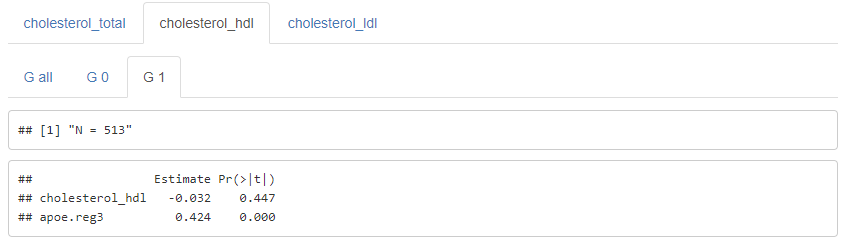 cholesterol_total cholesterol_hdl cholesterol_ldl
G all G 0 G 1
## [1] "N = 513"
##                 Estimate Pr(>|t|)
## cholesterol_hdl   -0.032    0.447
## apoe.reg3          0.424    0.000